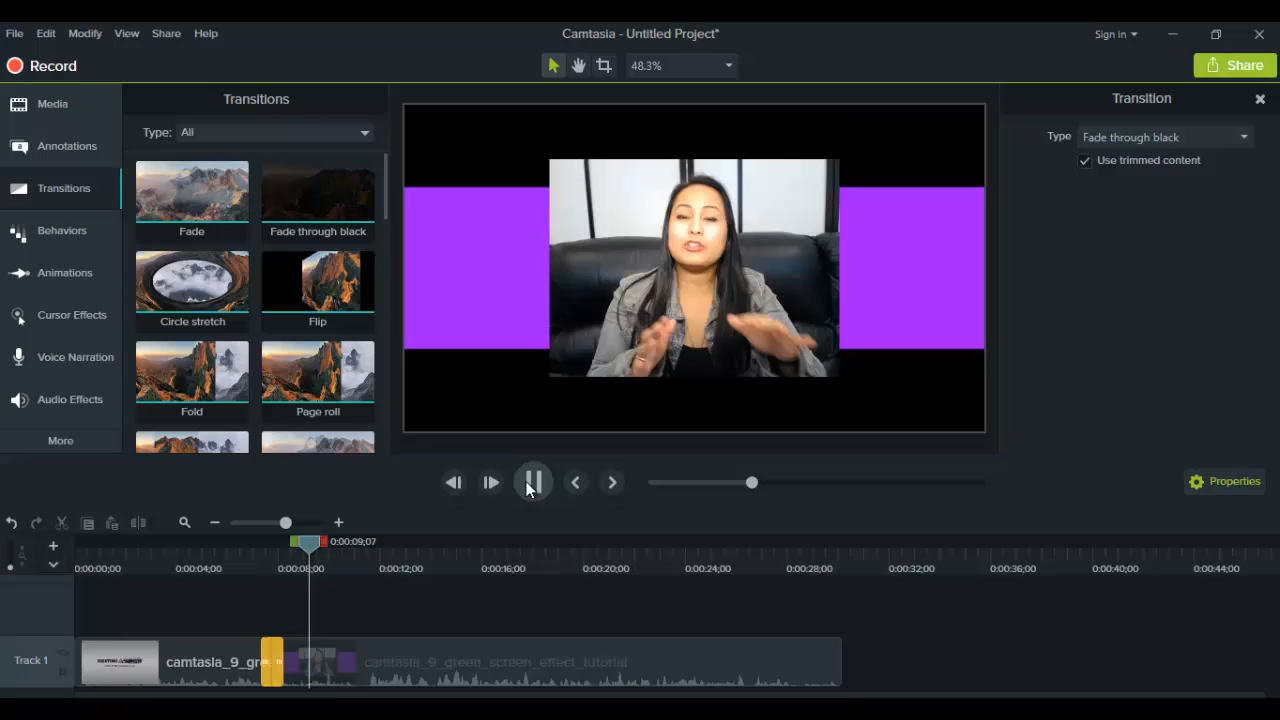 File Edit Modify View Share Help
Camtasia - Untitled Project*
Sign in
Record
48.3%
Share
Media
Annotations
Transitions
Behaviors
Animations
Cursor Effects
Voice Narration
Audio Effects
More
Transitions
Type: All
Fade
Fade through black
Circle stretch
Flip
Fold
Page roll
Transition
Type Fade through black
Use trimmed content
Properties
0:00:09;07
0:00:00;00 0:00:04;00 0:00:08;00 0:00:12;00 0:00:16;00 0:00:20;00 0:00:24;00 0:00:28;00 0:00:32;00 0:00:36;00 0:00:40;00 0:00:44;00
Track 1
camtasia_9_gre
camtasia_9_green_screen_effect_tutorial